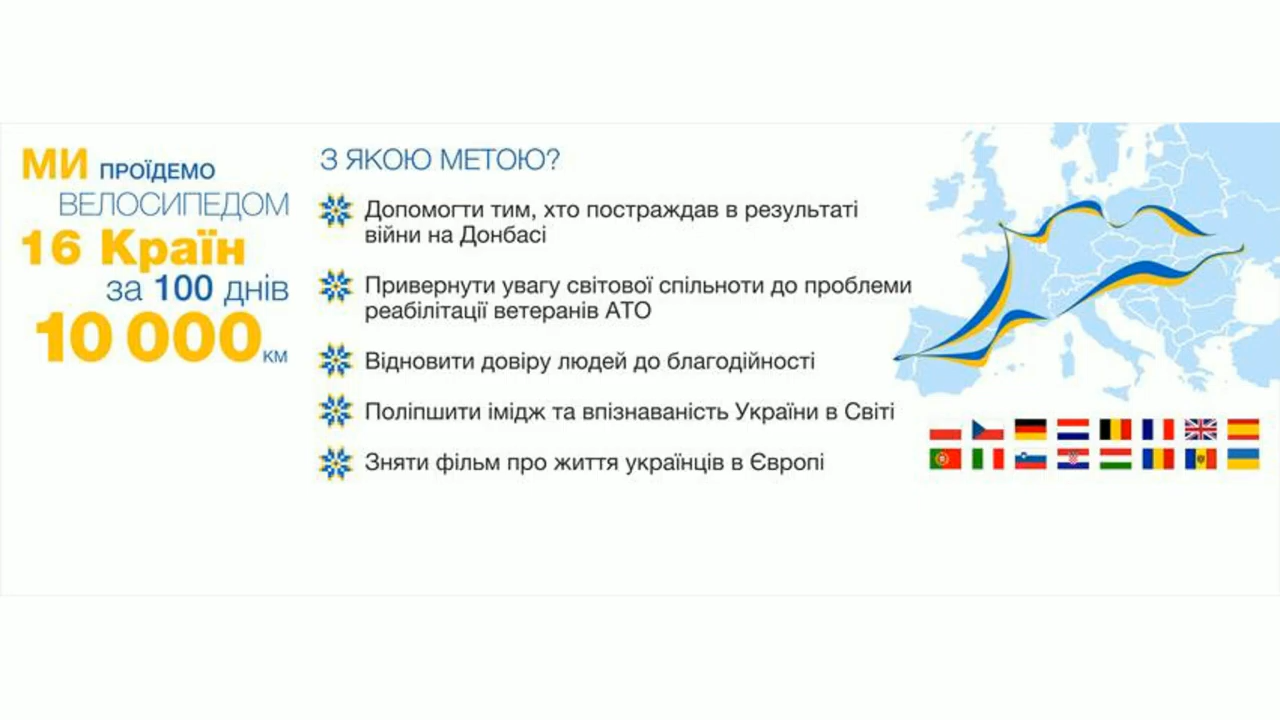 МИ ПРОЇДЕМО
ВЕЛОСИПЕДОМ
16 Країн
за 100 днів
10 000 км
З ЯКОЮ МЕТОЮ?
Допомогти тим, хто постраждав в результаті
війни на Донбасі
Привернути увагу світової спільноти до проблеми
реабілітації ветеранів АТО
Відновити довіру людей до благодійності
Поліпшити імідж та впізнаваність України в Світі
Зняти фільм про життя українців в Європі